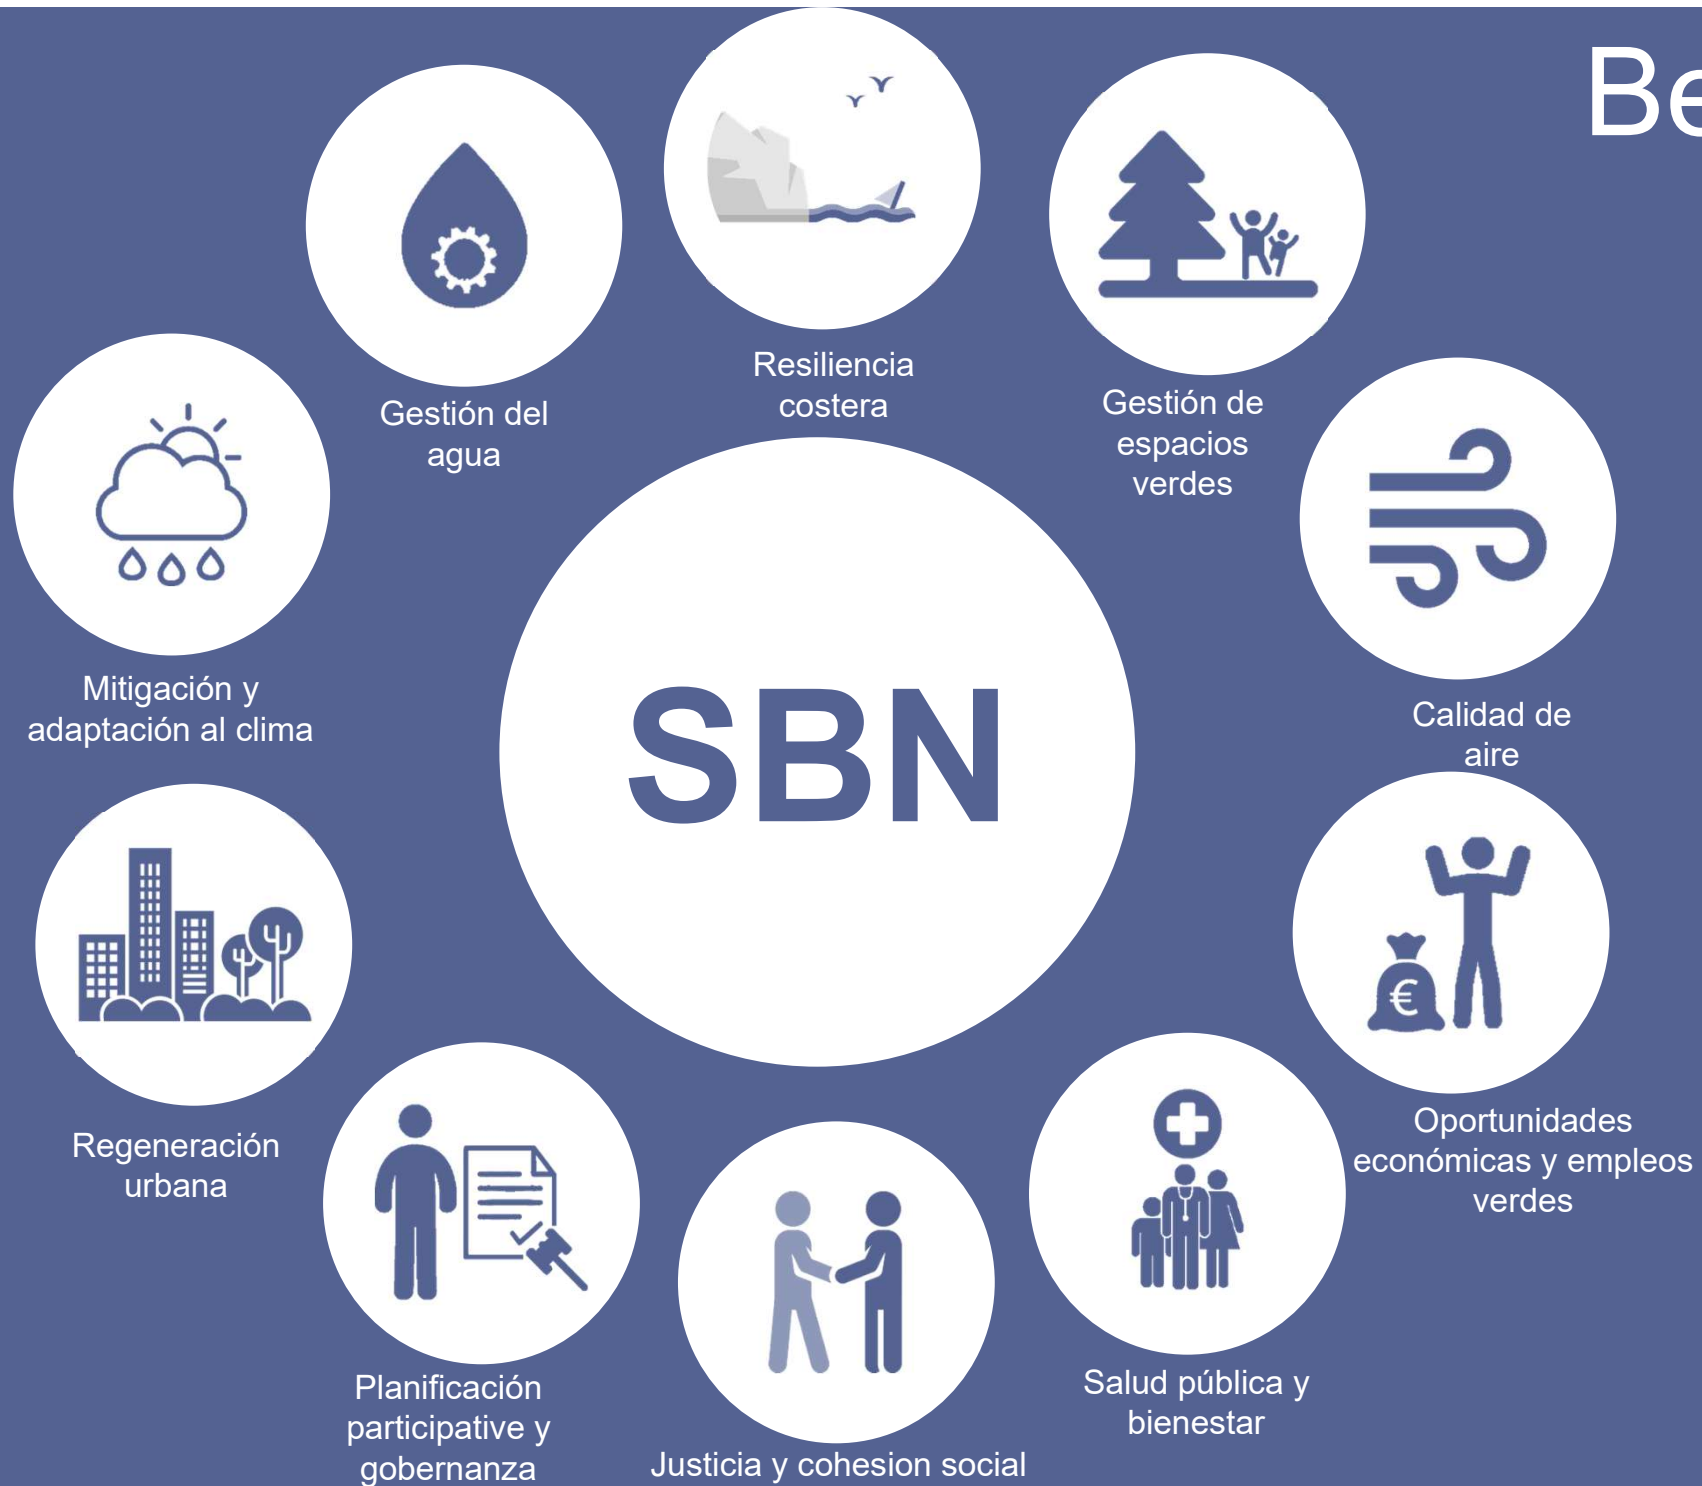 Be
Resiliencia
costera
Gestión del
agua
Gestión de
espacios
verdes
Mitigación y
adaptación al clima
SBN
Calidad de
aire
Regeneración
urbana
€
Oportunidades
económicas y empleos
verdes
Planificación
participative y
gobernanza
Justicia y cohesion social
Salud pública y
bienestar